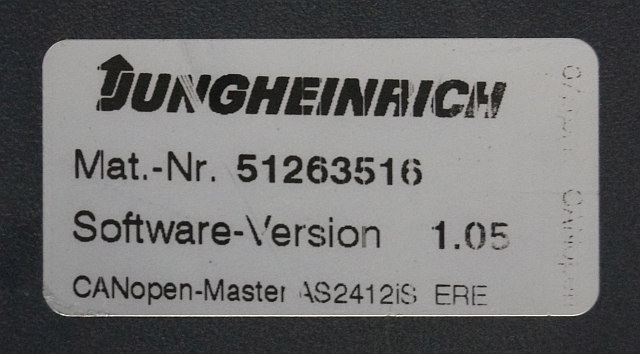 JUNGHEINRICH
Mat.-Nr. 51263516
Software-Version 1.05
CANopen-Master AS2412iS ERE